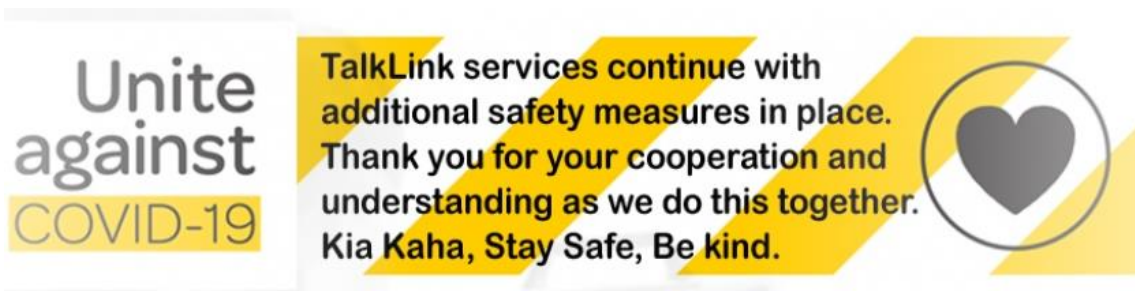 Unite
against
COVID-19
TalkLink services continue with
additional safety measures in place.
Thank you for your cooperation and
understanding as we do this together.
Kia Kaha, Stay Safe, Be kind.